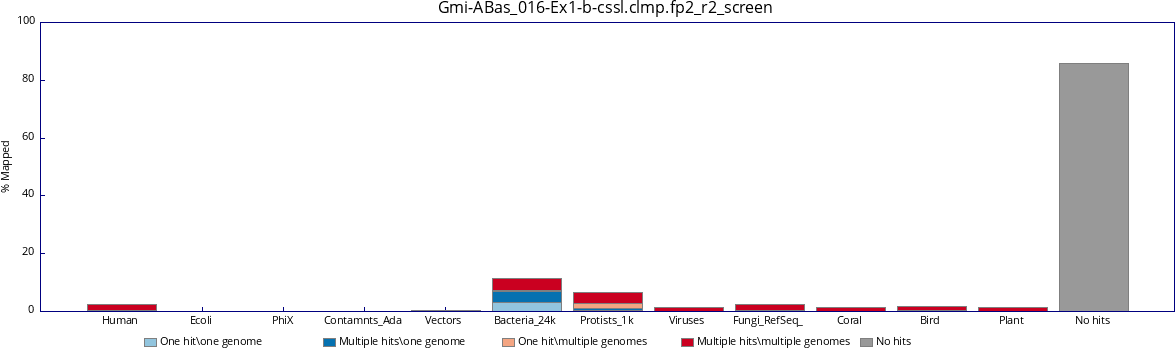 Gmi-ABas_016-Ex1-b-cssl.clmp.fp2_r2_screen
100
80
60
40
20
0
% Mapped
Human Ecoli PhiX Contamnts_Ada Vectors Bacteria_24k Protists_1k Viruses Fungi_RefSeq_ Coral Bird Plant No hits
One hit\one genome Multiple hits\one genome One hit\multiple genomes Multiple hits\multiple genomes No hits